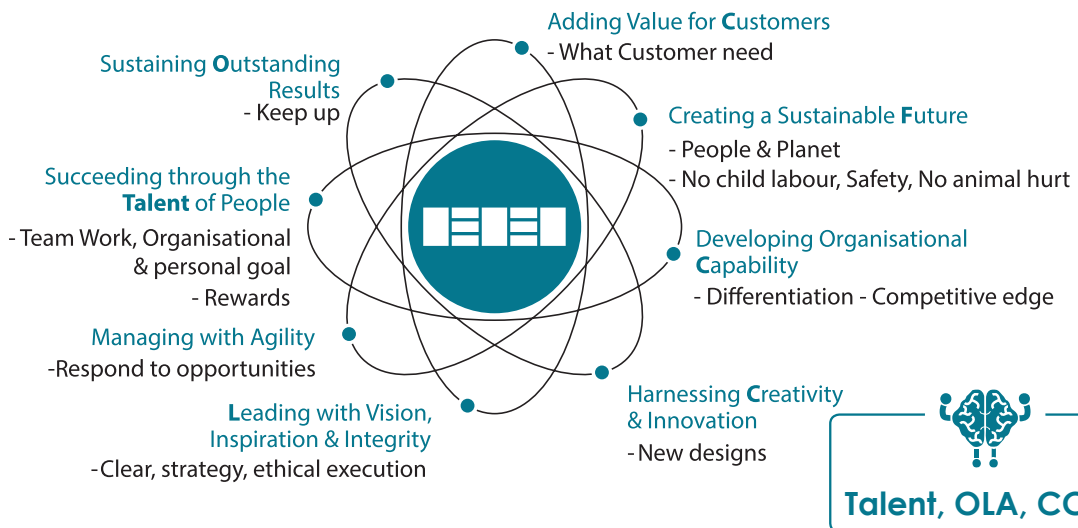 Adding Value for Customers
- What Customer need
Creating a Sustainable Future
- People & Planet
- No child labour, Safety, No animal hurt
Developing Organisational
Capability
- Differentiation - Competitive edge
Harnessing Creativity
& Innovation
- New designs
Leading with Vision,
Inspiration & Integrity
- Clear, strategy, ethical execution
Managing with Agility
-Respond to opportunities
Succeeding through the
Talent of People
- Team Work, Organisational
& personal goal
- Rewards
Sustaining Outstanding
Results
- Keep up
Talent, OLA,